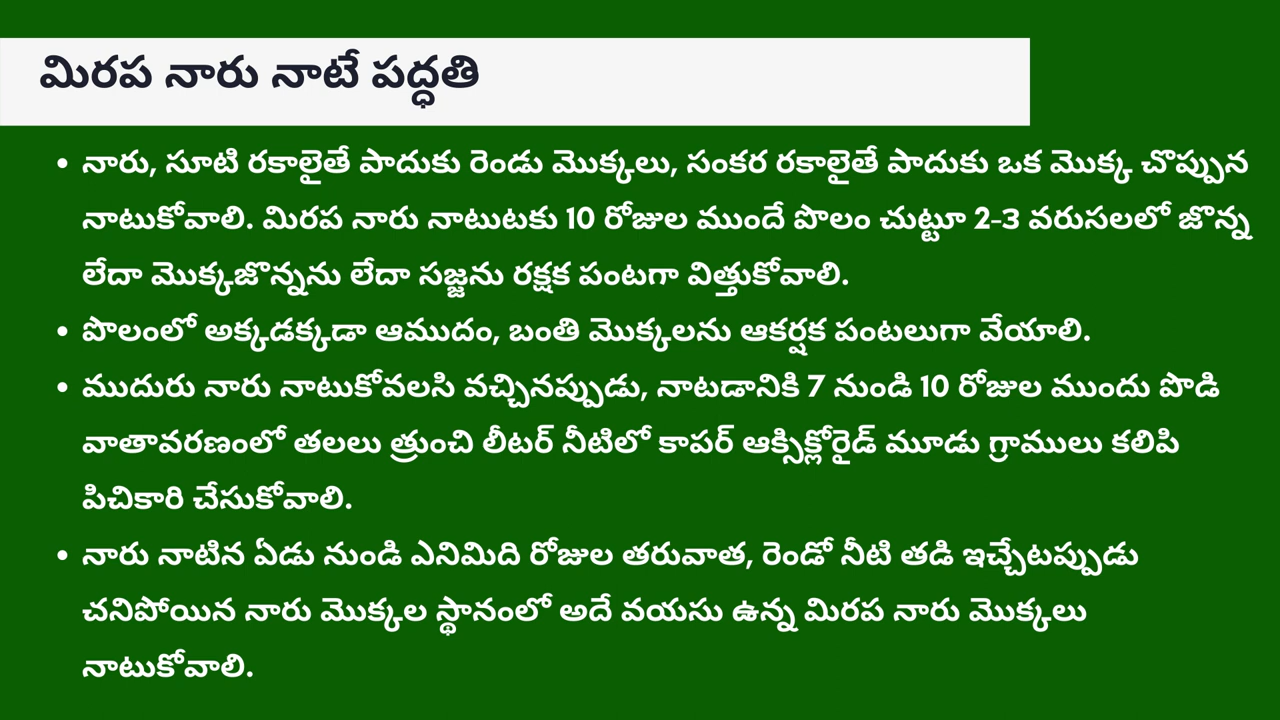 మిరప నారు నాటే పద్ధతి
• నారు, సూటి రకాలైతే పాదుకు రెండు మొక్కలు, సంకర రకాలైతే పాదుకు ఒక మొక్క చొప్పున
నాటుకోవాలి. మిరప నారు నాటుటకు 10 రోజుల ముందే పొలం చుట్టూ 2-3 వరుసలలో జొన్న
లేదా మొక్కజొన్నను లేదా సజ్జను రక్షక పంటగా విత్తుకోవాలి.
• పొలంలో అక్కడక్కడా ఆముదం, బంతి మొక్కలను ఆకర్షక పంటలుగా వేయాలి.
• ముదురు నారు నాటుకోవలసి వచ్చినప్పుడు, నాటడానికి 7 నుండి 10 రోజుల ముందు పొడి
వాతావరణంలో తలలు త్రుంచి లీటర్ నీటిలో కాపర్ ఆక్సిక్లోరైడ్ మూడు గ్రాములు కలిపి
పిచికారి చేసుకోవాలి.
• నారు నాటిన ఏడు నుండి ఎనిమిది రోజుల తరువాత, రెండో నీటి తడి ఇచ్చేటప్పుడు
చనిపోయిన నారు మొక్కల స్థానంలో అదే వయసు ఉన్న మిరప నారు మొక్కలు
నాటుకోవాలి.